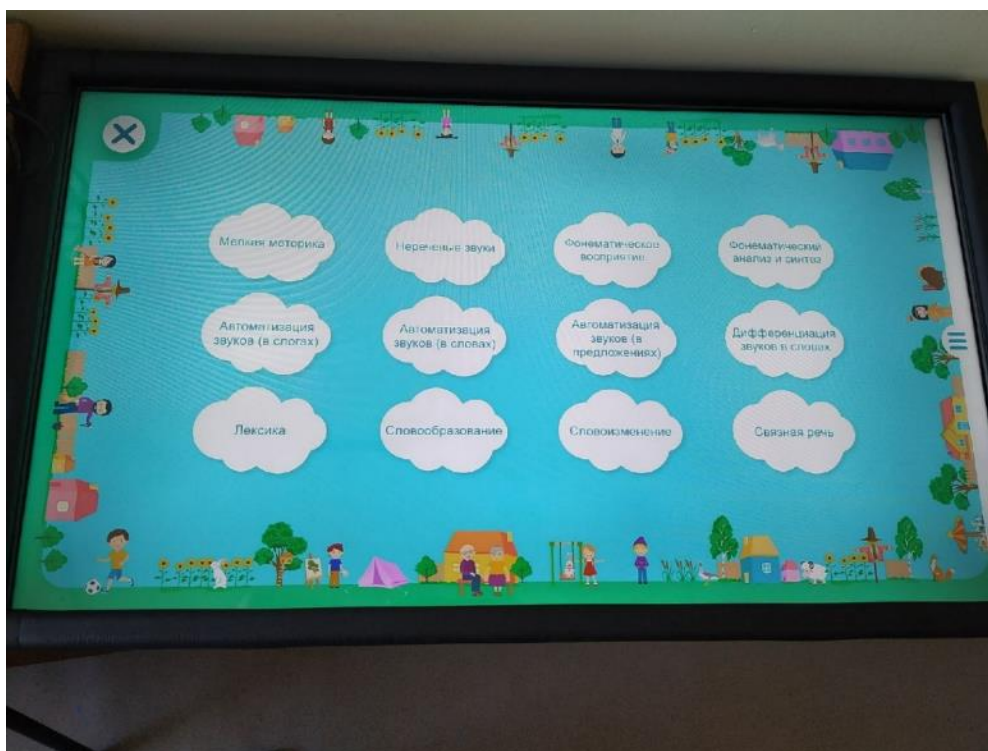 Мелкая моторика
Неречевые звуки
Фонематическое
восприятие
Фонематический
анализ и синтез
Автоматизация
звуков (в слогах)
Автоматизация
звуков (в словах)
Автоматизация
звуков (в
предложениях)
Дифференциация
звуков в словах
Лексика
Словообразование
Словоизменение
Связная речь